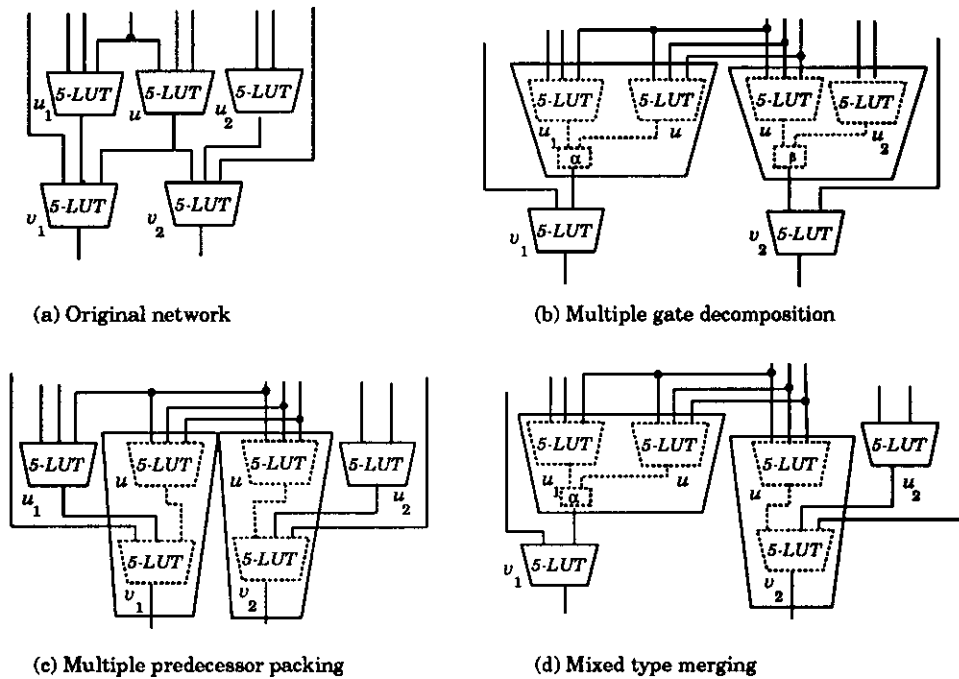 5-LUT 5-LUT 5-LUT
u1 u u2
5-LUT 5-LUT
v1 v2
(a) Original network
5-LUT 5-LUT 5-LUT 5-LUT
u1 u u u2
α β
5-LUT 5-LUT
v1 v2
(b) Multiple gate decomposition
5-LUT 5-LUT 5-LUT 5-LUT
u1 u u u2
5-LUT 5-LUT
v1 v2
(c) Multiple predecessor packing
5-LUT 5-LUT 5-LUT 5-LUT
u1 u u u2
α
5-LUT 5-LUT
v1 v2
(d) Mixed type merging